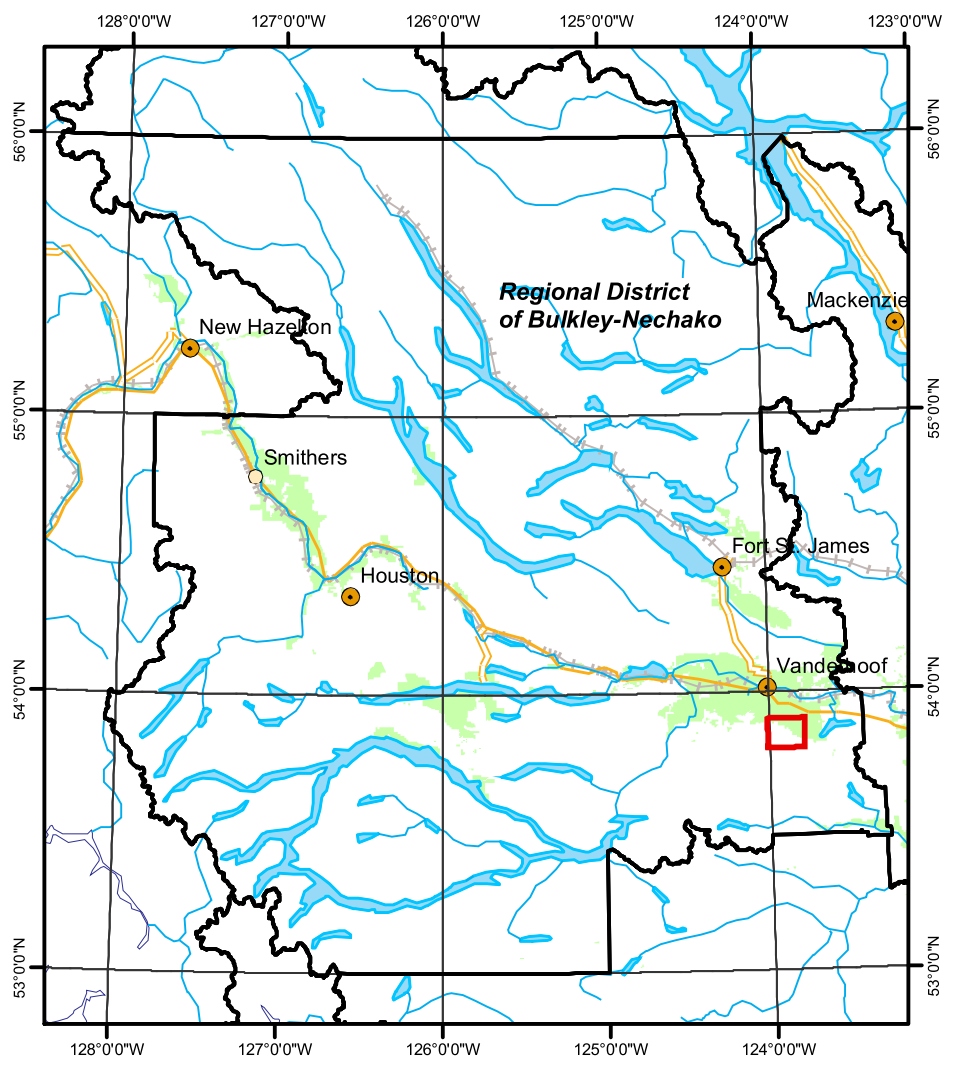 128°0'0"W 127°0'0"W 126°0'0"W 125°0'0"W 124°0'0"W 123°0'0"W
56°0'0"N
56°0'0"N
Regional District
of Bulkley-Nechako
Mackenzie
New Hazelton
55°0'0"N
55°0'0"N
Smithers
Fort St. James
Houston
Vanderhoof
54°0'0"N
54°0'0"N
53°0'0"N
53°0'0"N
128°0'0"W 127°0'0"W 126°0'0"W 125°0'0"W 124°0'0"W